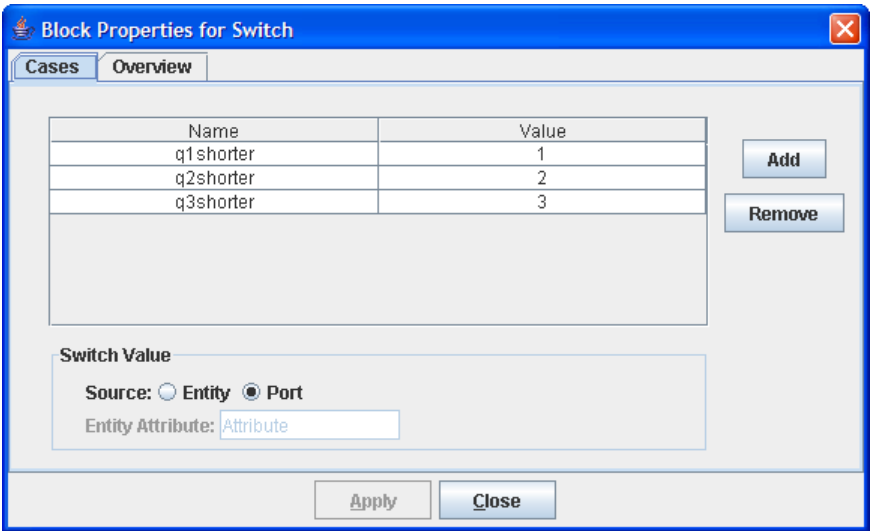 Block Properties for Switch
Cases Overview
Name Value
q1shorter 1
Add
q2shorter 2
q3shorter 3
Remove
Switch Value
Source: Entity Port
Entity Attribute: Attribute
Apply Close